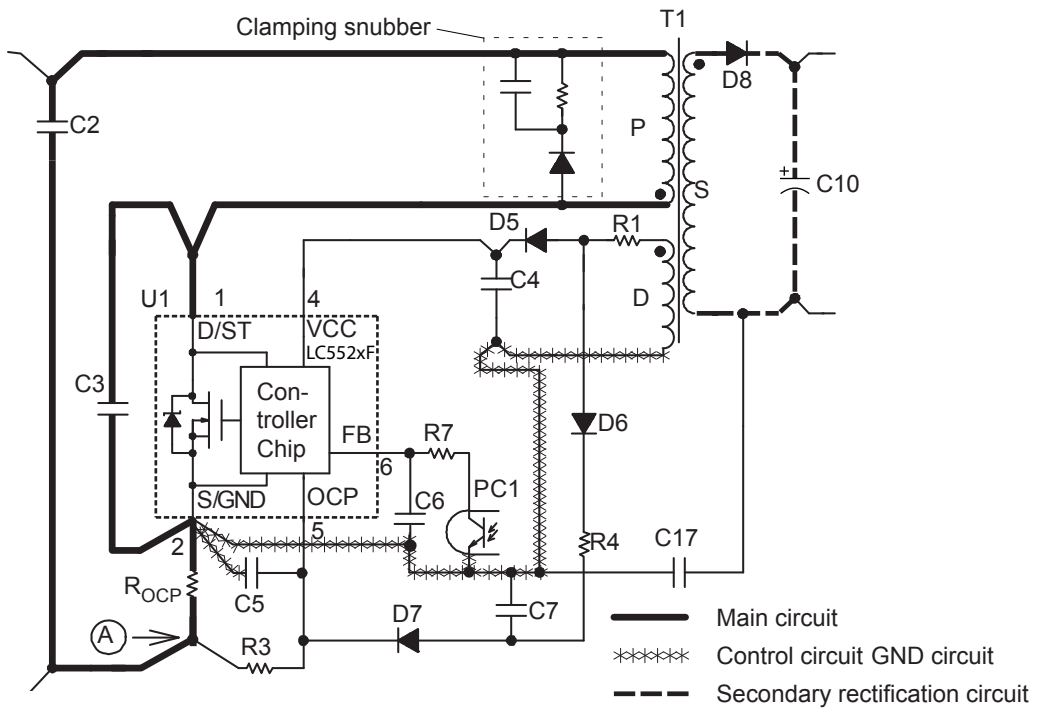 T1
Clamping snubber
D8
C2
P
S
C10
+
D5
R1
C4
D
U1
1
4
D/ST
VCC
LC552xF
C3
Con-
troller
Chip
FB
R7
6
D6
PC1
S/GND
OCP
C6
2
5
R4
C17
ROCP
C5
C7
D7
A
R3
Main circuit
Control circuit GND circuit
Secondary rectification circuit